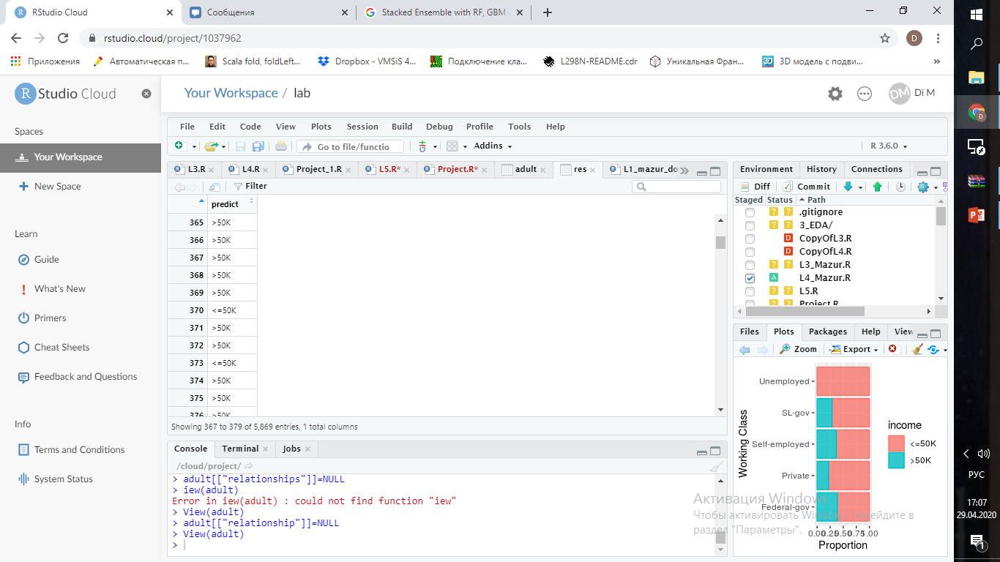 RStudio Cloud
Сообщения
Stacked Ensemble with RF, GBM
rstudio.cloud/project/1037962
D
Приложения
Автоматическая п...
Scala fold, foldLeft...
Dropbox - VMSiS 4...
Подключение кла...
L298N-README.cdr
Уникальная Фран...
3D модель с подви...
»
R Studio Cloud
Your Workspace / lab
DM Di M
Spaces
Your Workspace
New Space
Learn
Guide
What's New
Primers
Cheat Sheets
Feedback and Questions
Info
Terms and Conditions
System Status
File Edit Code View Plots Session Build Debug Profile Tools Help
Go to file/functio
Addins
R 3.6.0
L3.R
L4.R
Project_1.R
L5.R*
Project.R*
adult
res
L1_mazur_do
Filter
predict
365 >50K
366 >50K
367 >50K
368 >50K
369 >50K
370 <=50K
371 >50K
372 >50K
373 <=50K
374 >50K
375 >50K
376 >50K
Showing 367 to 379 of 5,869 entries, 1 total columns
Console Terminal Jobs
/cloud/project/
> adult[["relationships"]]=NULL
> iew(adult)
Error in iew(adult) : could not find function "iew"
> View(adult)
> adult[["relationship"]]=NULL
> View(adult)
>
Environment History Connections
Diff Commit
Staged Status Path
? ? .gitignore
? ? 3_EDA/
D CopyOfL3.R
D CopyOfL4.R
? ? L3_Mazur.R
A L4_Mazur.R
? ? L5.R
? ? Project.R
Files Plots Packages Help View
Zoom Export
Working Class
Unemployed
SL-gov
Self-employed
Private
Federal-gov
0.00 0.25 0.50 0.75 1.00
Proportion
income
<=50K
>50K
Активация Windows
Чтобы активировать Windows, перейдите в
раздел "Параметры".
РУС
17:07
29.04.2020
1